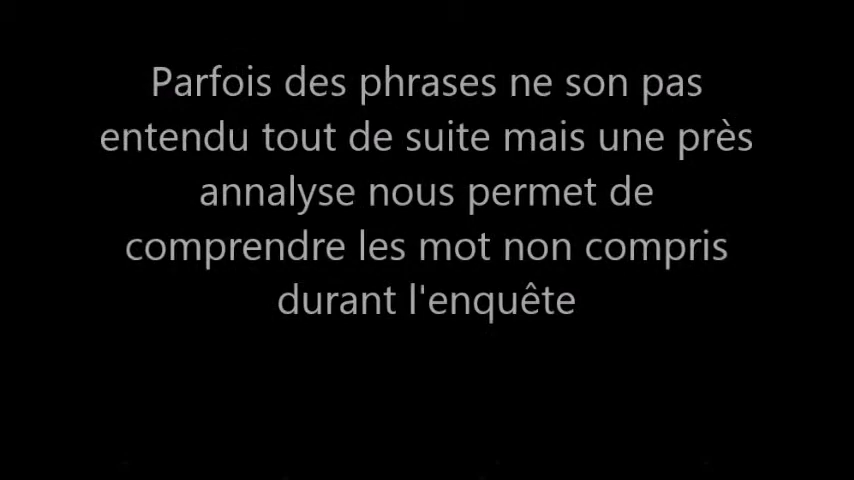 Parfois des phrases ne son pas
entendu tout de suite mais une près
annalyse nous permet de
comprendre les mot non compris
durant l'enquête